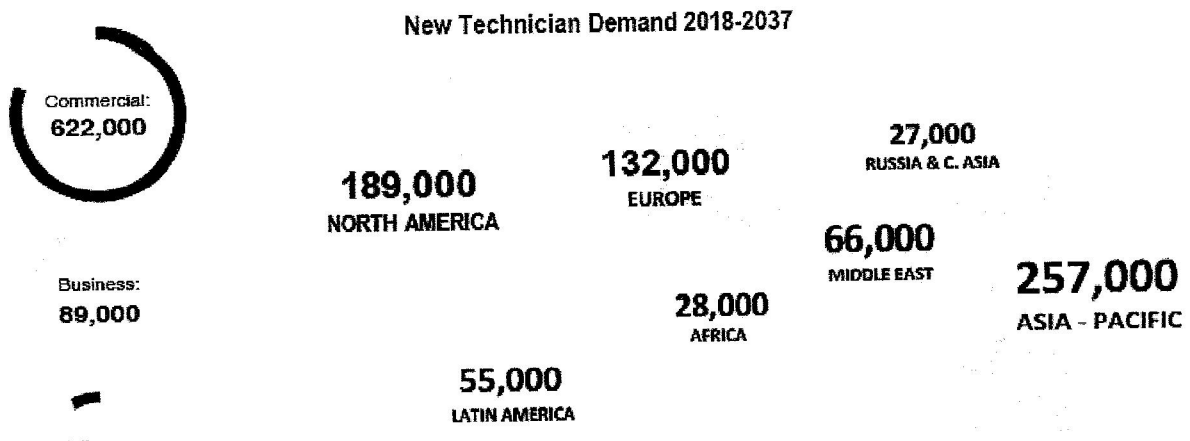 New Technician Demand 2018-2037
Commercial:
622,000
Business:
89,000
189,000
NORTH AMERICA
132,000
EUROPE
27,000
RUSSIA & C. ASIA
66,000
MIDDLE EAST
257,000
ASIA - PACIFIC
28,000
AFRICA
55,000
LATIN AMERICA